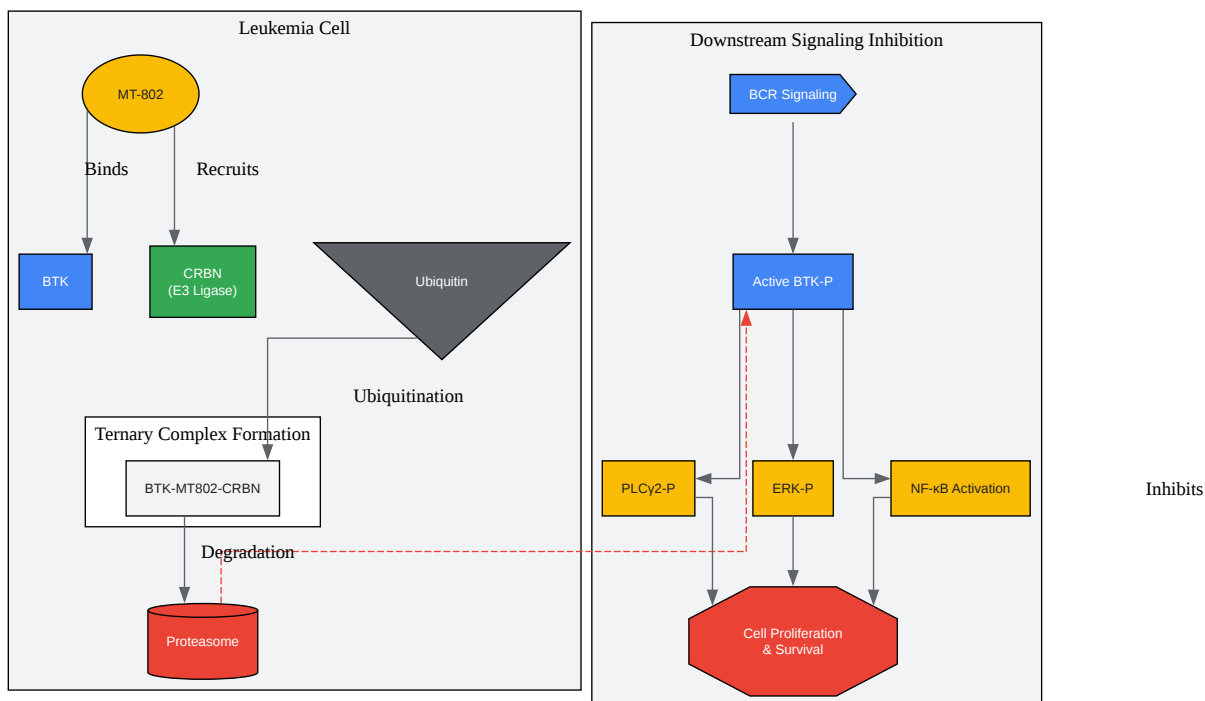 Leukemia Cell
MT-802
Binds
Recruits
BTK
CRBN
(E3 Ligase)
Ubiquitin
Ubiquitination
Ternary Complex Formation
BTK-MT802-CRBN
Degradation
Proteasome
Downstream Signaling Inhibition
BCR Signaling
Active BTK-P
PLCγ2-P
ERK-P
NF-κB Activation
Cell Proliferation
& Survival
Inhibits